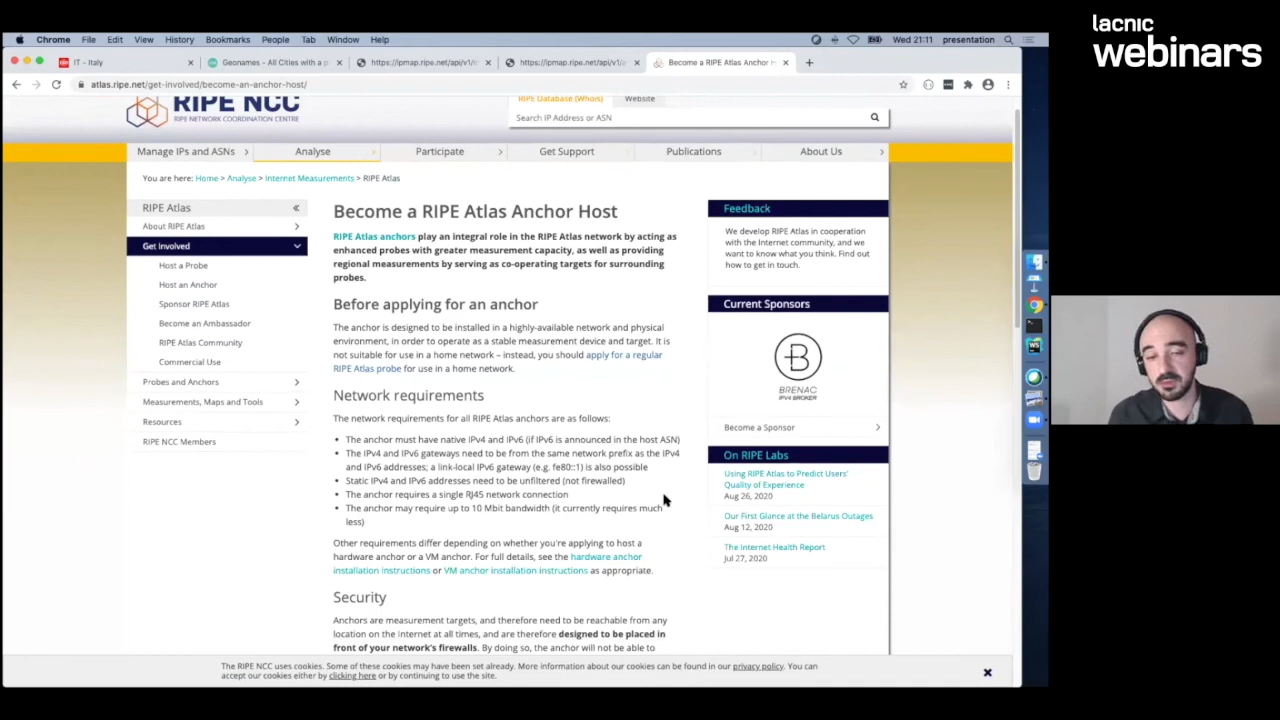 lacnic
webinars
Chrome File Edit View History Bookmarks People Tab Window Help
Wed 21:11 presentation
IT - Italy
Geonames - All Cities with a p
https://ipmap.ripe.net/api/v1/
https://ipmap.ripe.net/api/v1/
Become a RIPE Atlas Anchor H
atlas.ripe.net/get-involved/become-an-anchor-host/
RIPE NCC
RIPE NETWORK COORDINATION CENTRE
RIPE Database (Whois) Website
Search IP Address or ASN
Manage IPs and ASNs Analyse Participate Get Support Publications About Us
You are here: Home > Analyse > Internet Measurements > RIPE Atlas
RIPE Atlas
About RIPE Atlas
Get Involved
Host a Probe
Host an Anchor
Sponsor RIPE Atlas
Become an Ambassador
RIPE Atlas Community
Commercial Use
Probes and Anchors
Measurements, Maps and Tools
Resources
RIPE NCC Members
Become a RIPE Atlas Anchor Host
RIPE Atlas anchors play an integral role in the RIPE Atlas network by acting as
enhanced probes with greater measurement capacity, as well as providing
regional measurements by serving as co-operating targets for surrounding
probes.
Before applying for an anchor
The anchor is designed to be installed in a highly-available network and physical
environment, in order to operate as a stable measurement device and target. It is
not suitable for use in a home network – instead, you should apply for a regular
RIPE Atlas probe for use in a home network.
Network requirements
The network requirements for all RIPE Atlas anchors are as follows:
• The anchor must have native IPv4 and IPv6 (if IPv6 is announced in the host ASN)
• The IPv4 and IPv6 gateways need to be from the same network prefix as the IPv4
and IPv6 addresses; a link-local IPv6 gateway (e.g. fe80::1) is also possible
• Static IPv4 and IPv6 addresses need to be unfiltered (not firewalled)
• The anchor requires a single RJ45 network connection
• The anchor may require up to 10 Mbit bandwidth (it currently requires much
less)
Other requirements differ depending on whether you're applying to host a
hardware anchor or a VM anchor. For full details, see the hardware anchor
installation instructions or VM anchor installation instructions as appropriate.
Security
Anchors are measurement targets, and therefore need to be reachable from any
location on the Internet at all times, and are therefore designed to be placed in
front of your network's firewalls. By doing so, the anchor will not be able to
Feedback
We develop RIPE Atlas in cooperation
with the Internet community, and we
want to know what you think. Find out
how to get in touch.
Current Sponsors
BRENAC
IPV4 BROKER
Become a Sponsor
On RIPE Labs
Using RIPE Atlas to Predict Users'
Quality of Experience
Aug 26, 2020
Our First Glance at the Belarus Outages
Aug 12, 2020
The Internet Health Report
Jul 27, 2020
The RIPE NCC uses cookies. Some of these cookies may have been set already. More information about our cookies can be found in our privacy policy. You can
accept our cookies either by clicking here or by continuing to use the site.